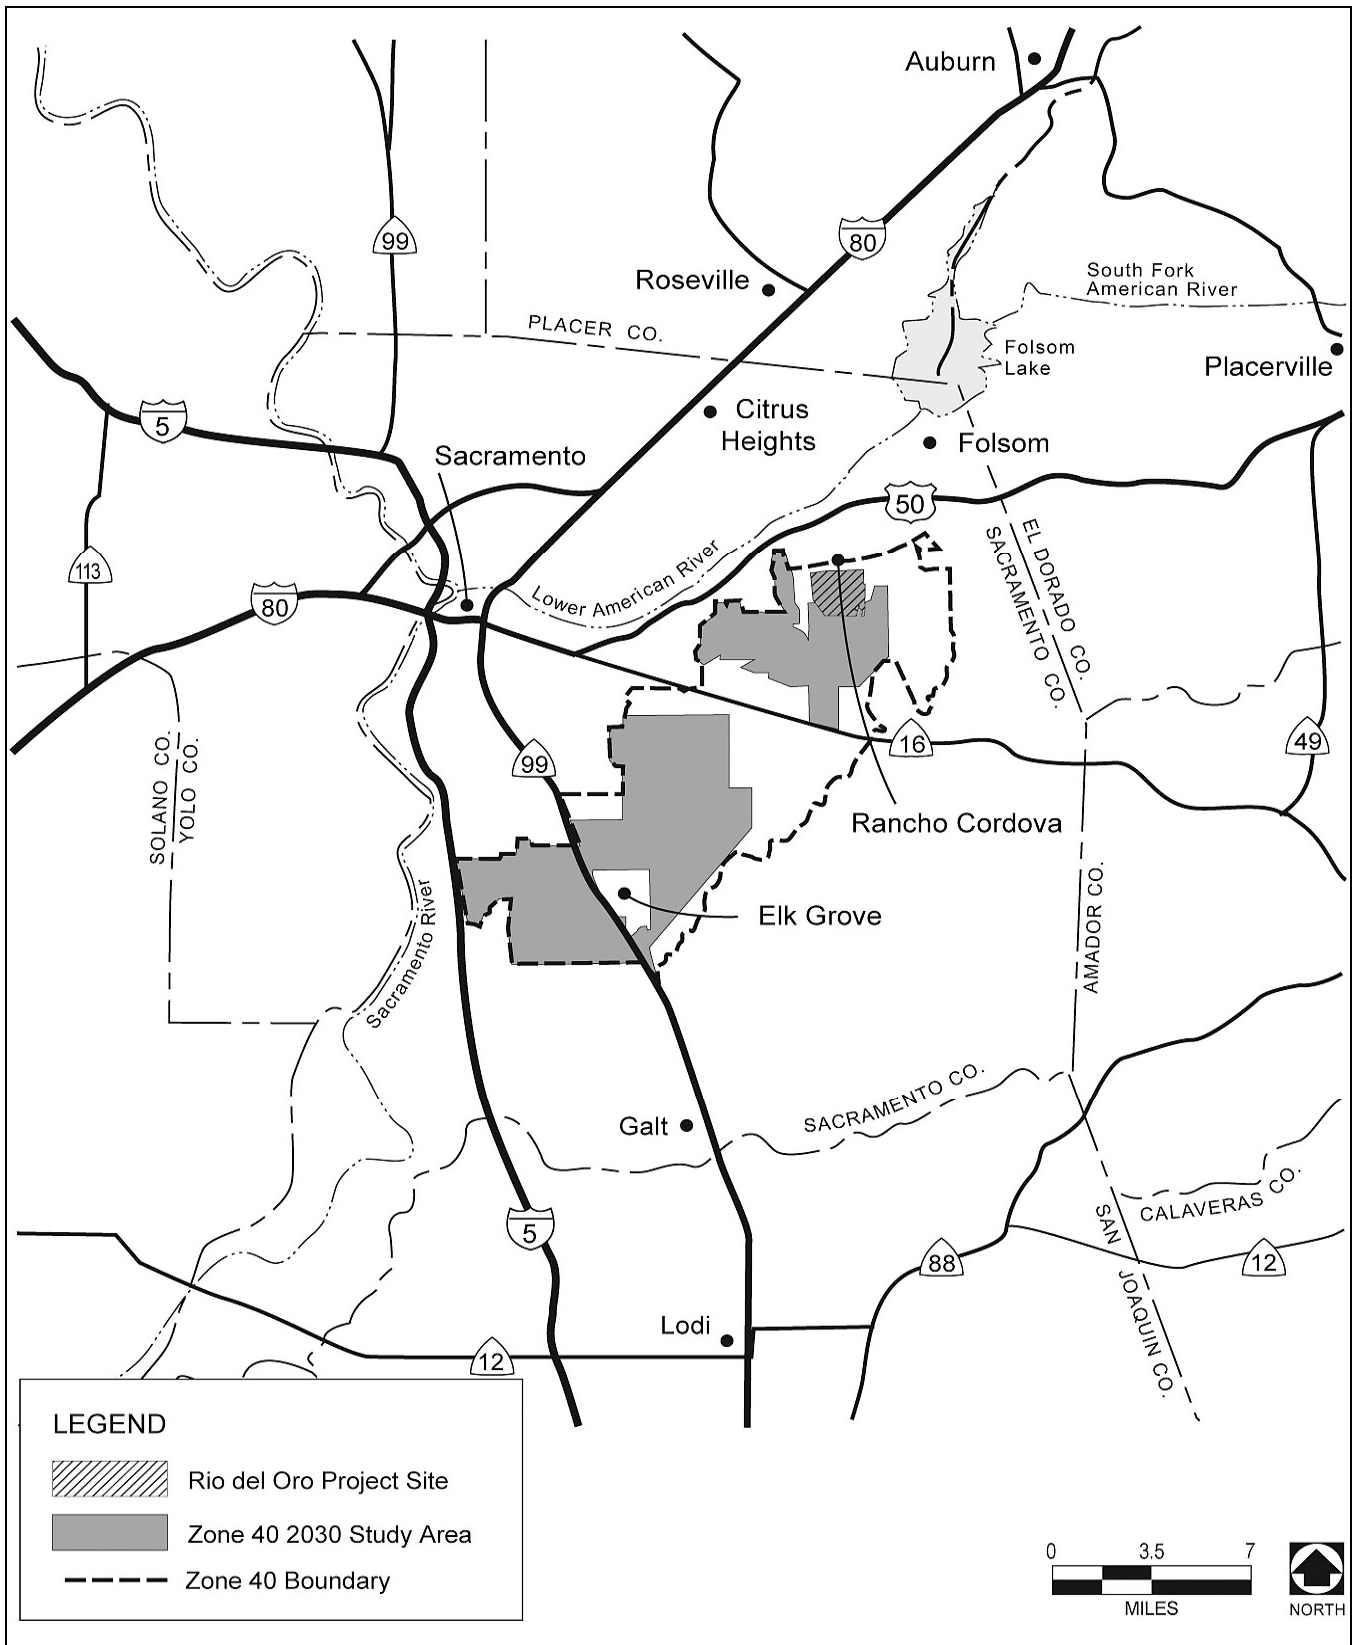 Auburn
99
80
Roseville
South Fork
American River
PLACER CO.
Folsom
Lake
Placerville
5
Citrus
Heights
Folsom
Sacramento
50
113
80
Lower American River
EL DORADO CO.
SACRAMENTO CO.
SOLANO CO.
YOLO CO.
99
16
49
Rancho Cordova
Elk Grove
Sacramento River
AMADOR CO.
Galt
SACRAMENTO CO.
5
CALAVERAS CO.
SAN JOAQUIN CO.
88
12
Lodi
12
LEGEND
Rio del Oro Project Site
Zone 40 2030 Study Area
Zone 40 Boundary
0 3.5 7
MILES
NORTH